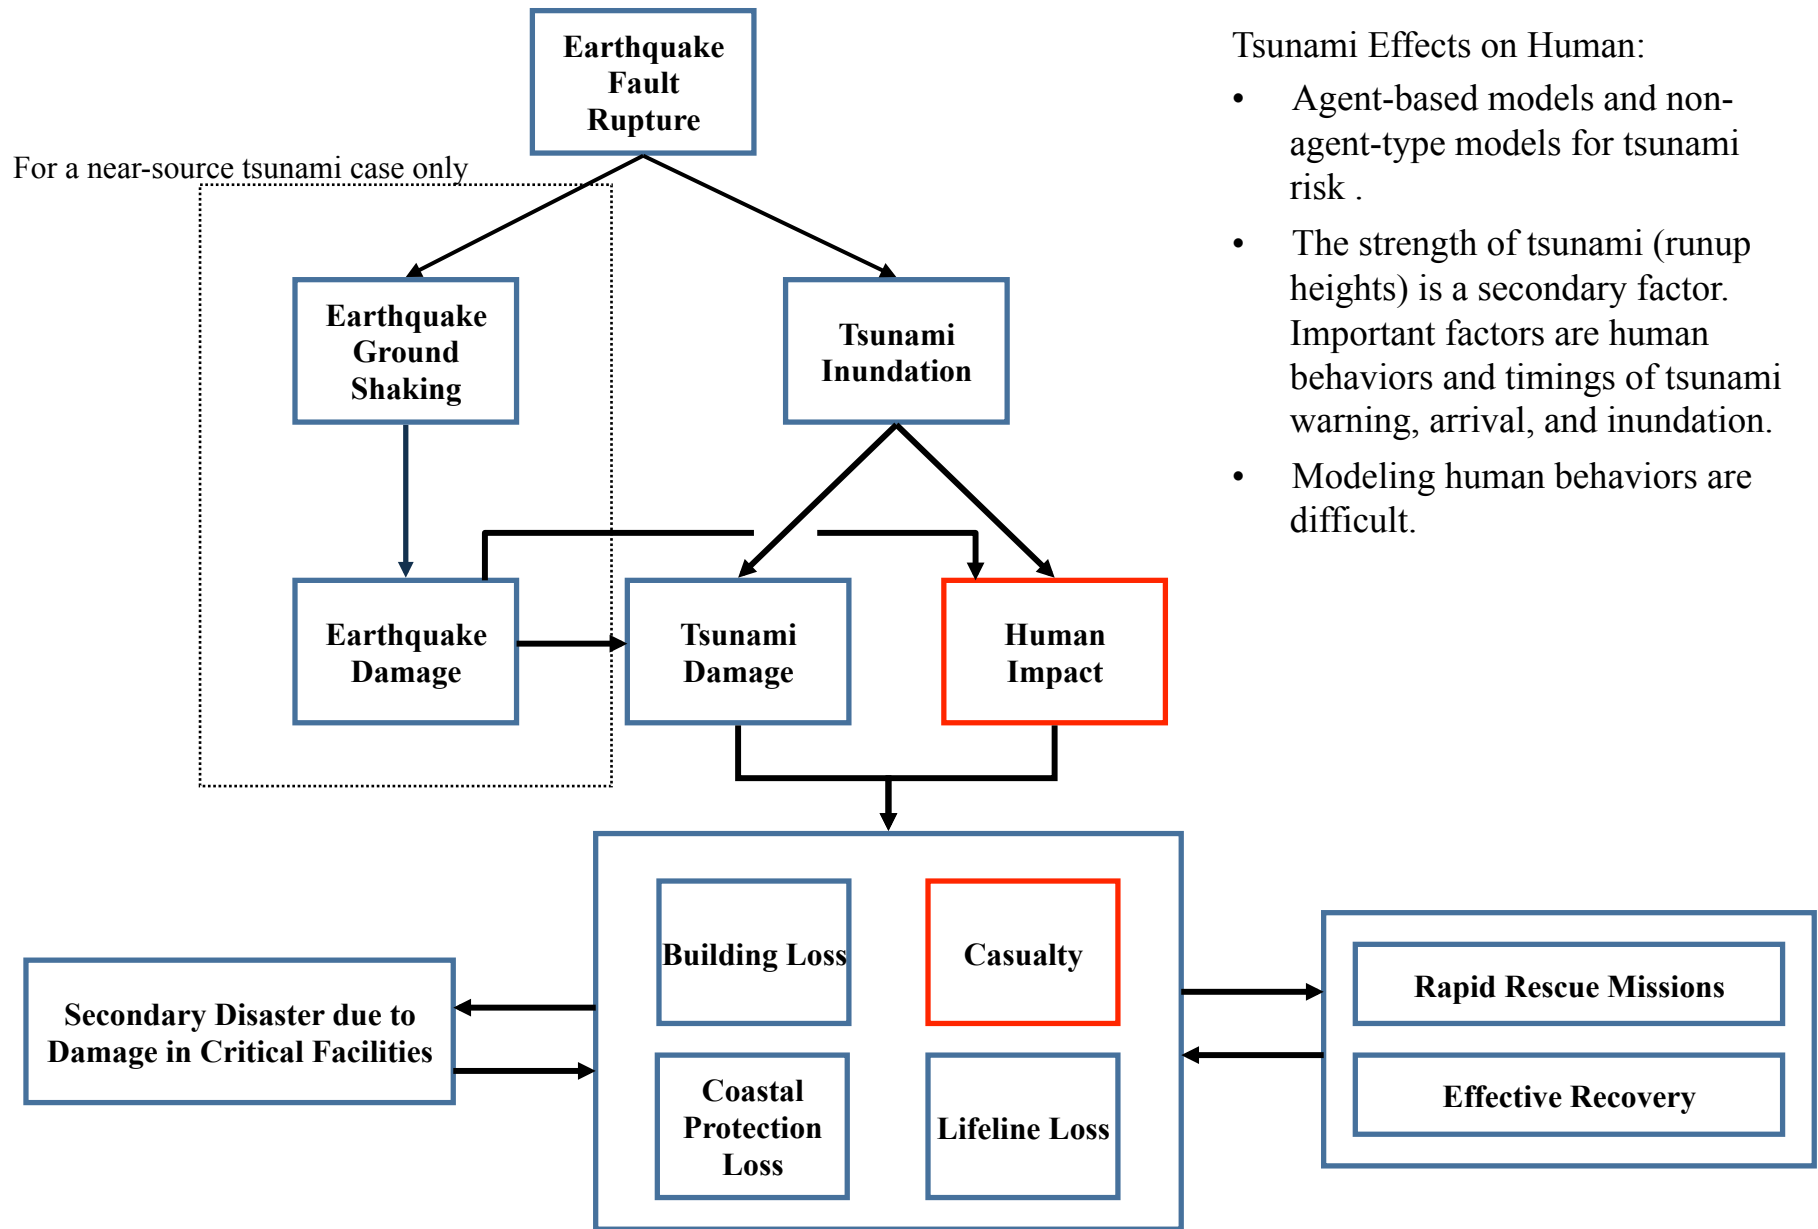 Earthquake
Fault
Rupture
For a near-source tsunami case only
Earthquake
Ground
Shaking
Tsunami
Inundation
Earthquake
Damage
Tsunami
Damage
Human
Impact
Building Loss
Casualty
Coastal
Protection
Loss
Lifeline Loss
Secondary Disaster due to
Damage in Critical Facilities
Rapid Rescue Missions
Effective Recovery
Tsunami Effects on Human:
• Agent-based models and non-
agent-type models for tsunami
risk .
• The strength of tsunami (runup
heights) is a secondary factor.
Important factors are human
behaviors and timings of tsunami
warning, arrival, and inundation.
• Modeling human behaviors are
difficult.